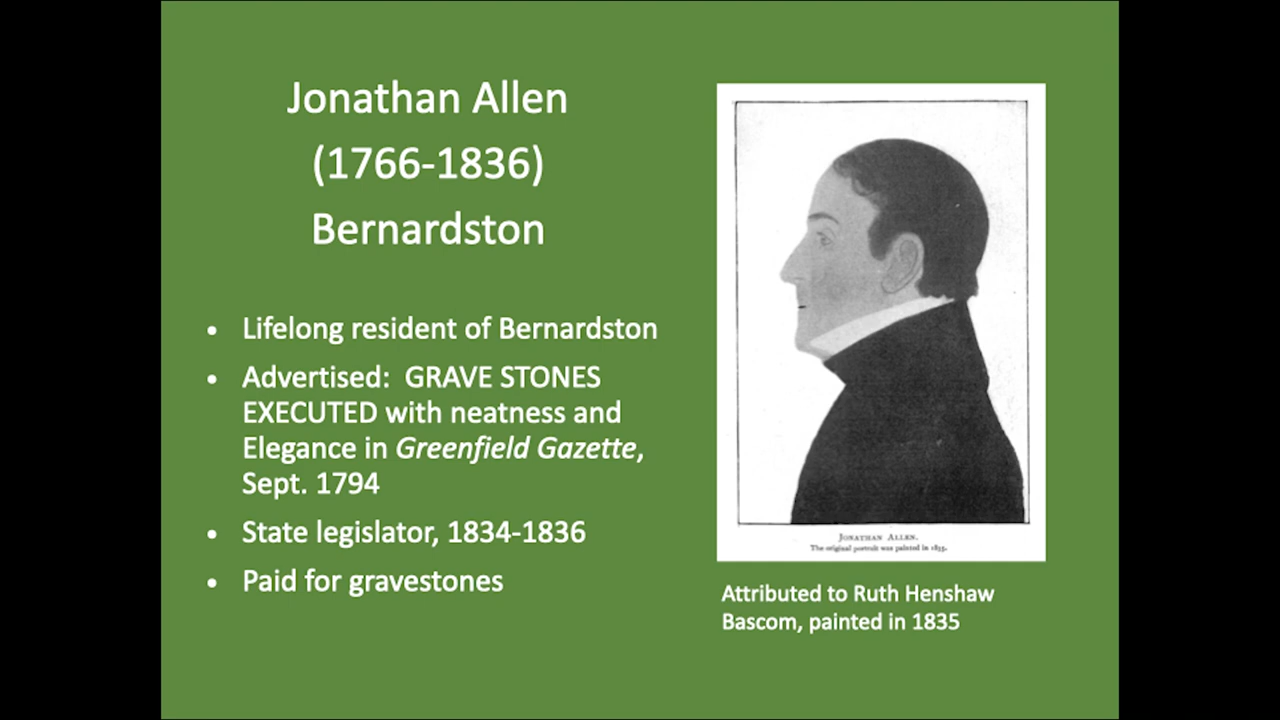 Jonathan Allen
(1766-1836)
Bernardston
• Lifelong resident of Bernardston
• Advertised: GRAVE STONES
EXECUTED with neatness and
Elegance in Greenfield Gazette,
Sept. 1794
• State legislator, 1834-1836
• Paid for gravestones
JONATHAN ALLEN.
The original portrait was painted in 1835.
Attributed to Ruth Henshaw
Bascom, painted in 1835